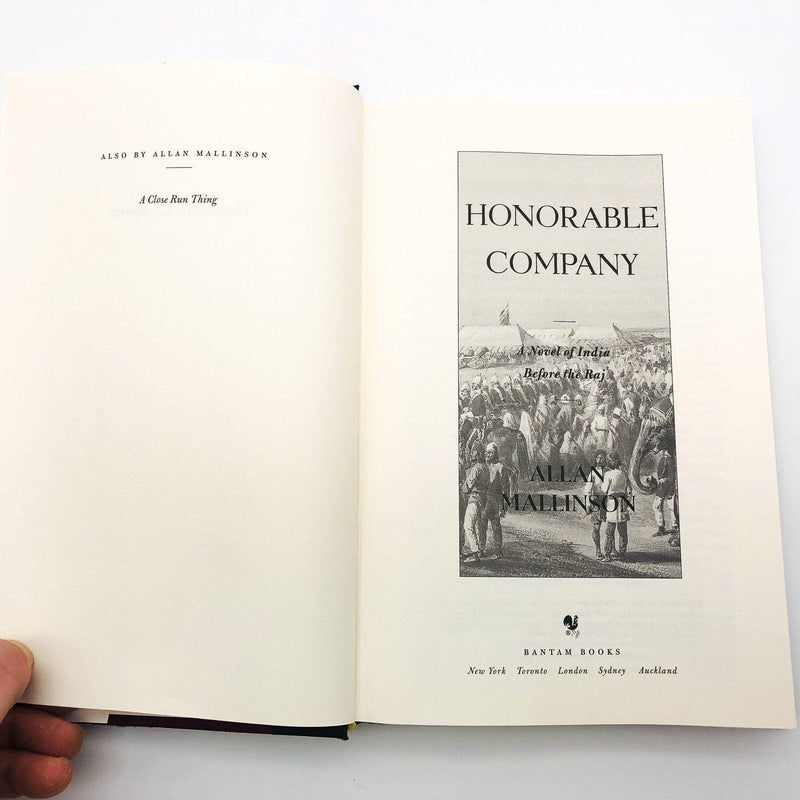 ALSO BY ALLAN MALLINSON
A Close Run Thing
HONORABLE
COMPANY
A Novel of India
Before the Raj
ALLAN
MALLINSON
BANTAM BOOKS
New York Toronto London Sydney Auckland